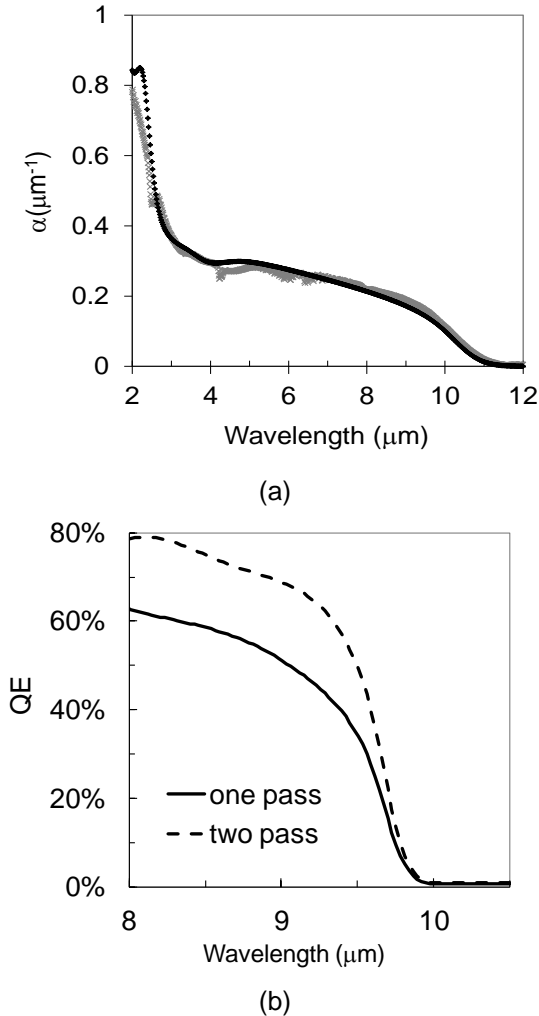 1
0.8
0.6
0.4
0.2
0
α(μm⁻¹)
2 4 6 8 10 12
Wavelength (μm)
(a)
80%
60%
40%
20%
0%
QE
one pass
two pass
8 9 10
Wavelength (μm)
(b)